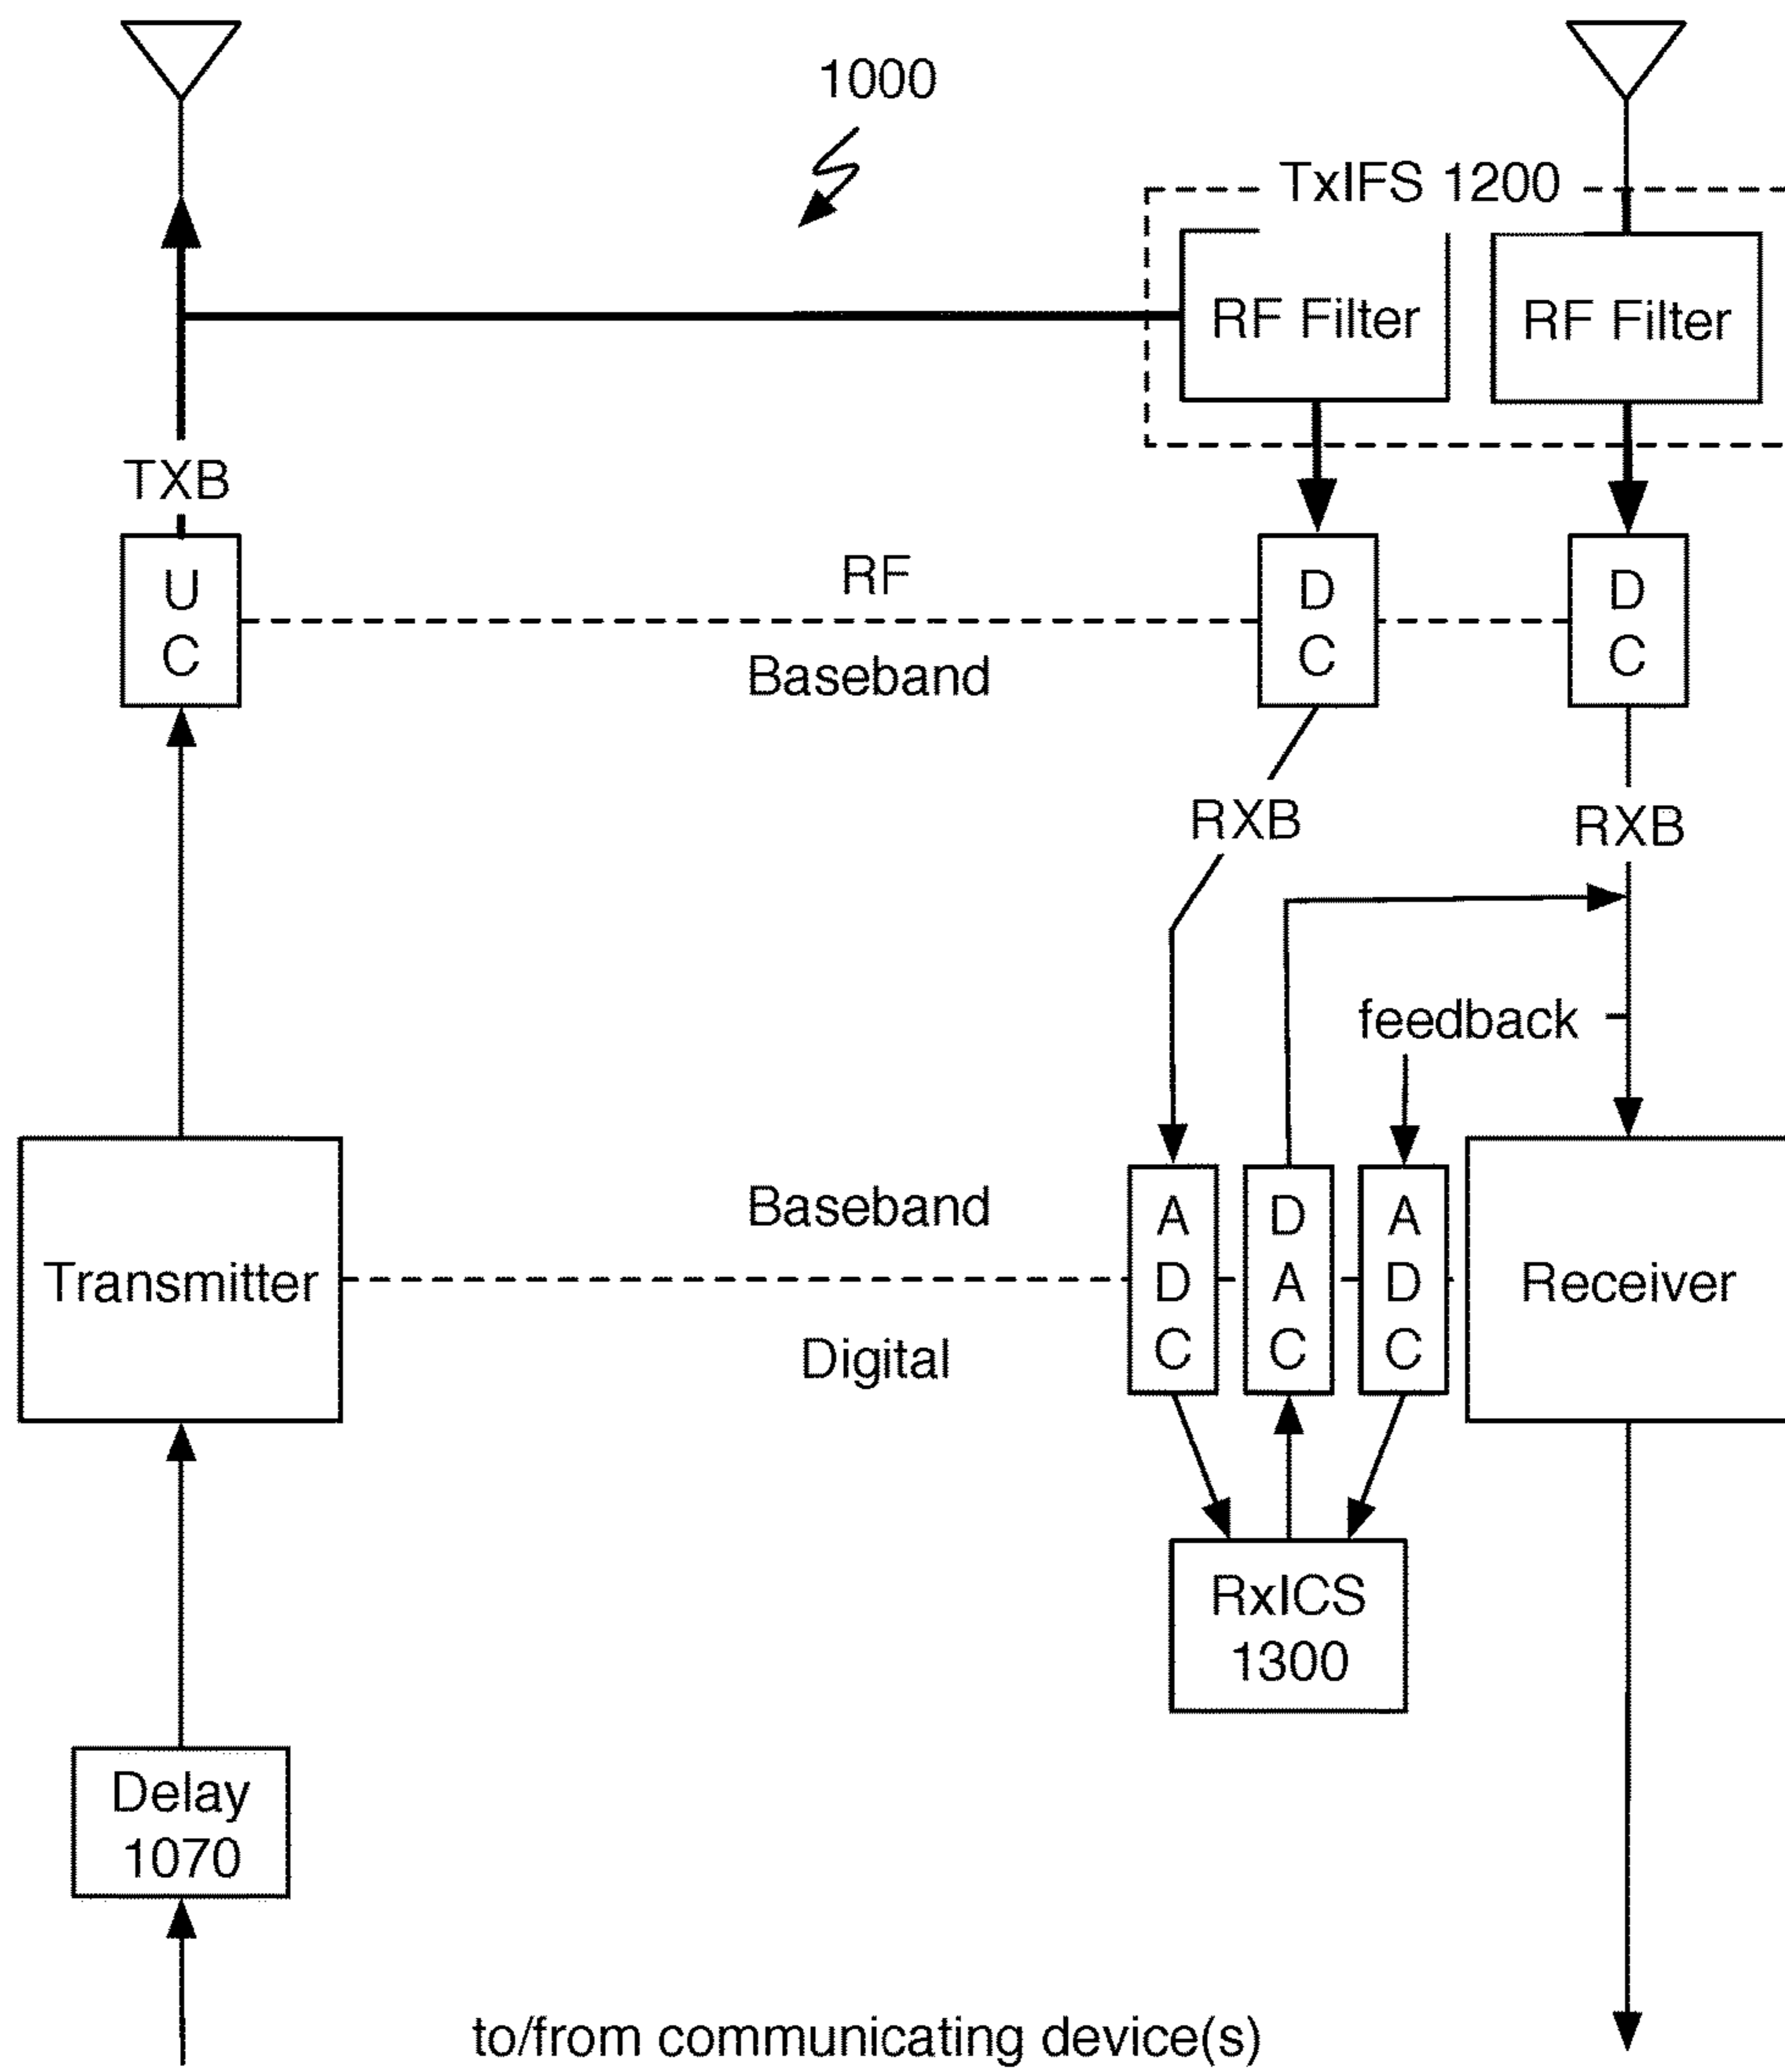 1000
TxIFS 1200
RF Filter
RF Filter
TXB
U
C
RF
Baseband
D
C
D
C
RXB
RXB
feedback
Transmitter
Baseband
Digital
A
D
C
D
A
C
A
D
C
Receiver
RxICS
1300
Delay
1070
to/from communicating device(s)